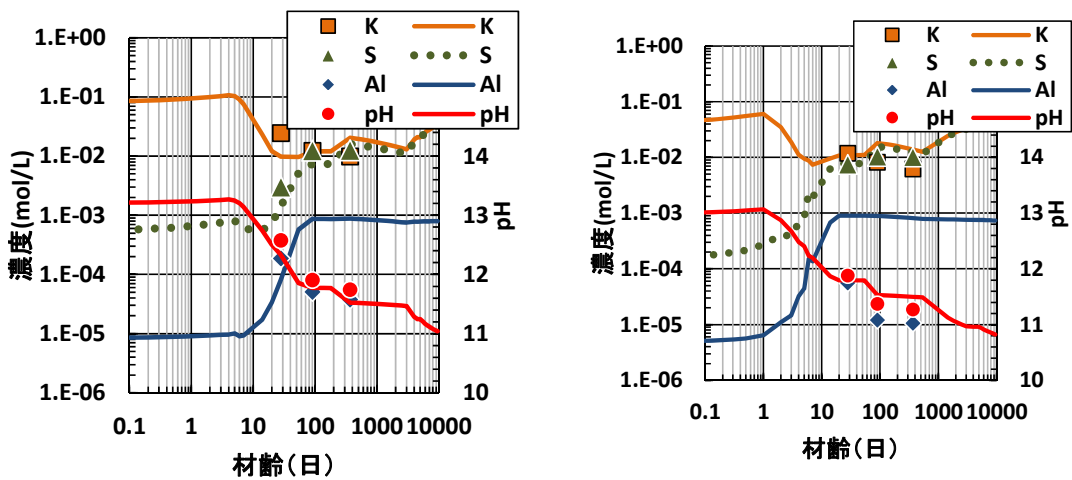 K K
S S
Al Al
pH pH
1.E+00
1.E-01
1.E-02
1.E-03
1.E-04
1.E-05
1.E-06
濃度(mol/L)
14
13
12
11
10
pH
0.1 1 10 100 1000 10000
材齢(日)
K K
S S
Al Al
pH pH
1.E+00
1.E-01
1.E-02
1.E-03
1.E-04
1.E-05
1.E-06
濃度(mol/L)
14
13
12
11
10
pH
0.1 1 10 100 1000 10000
材齢(日)